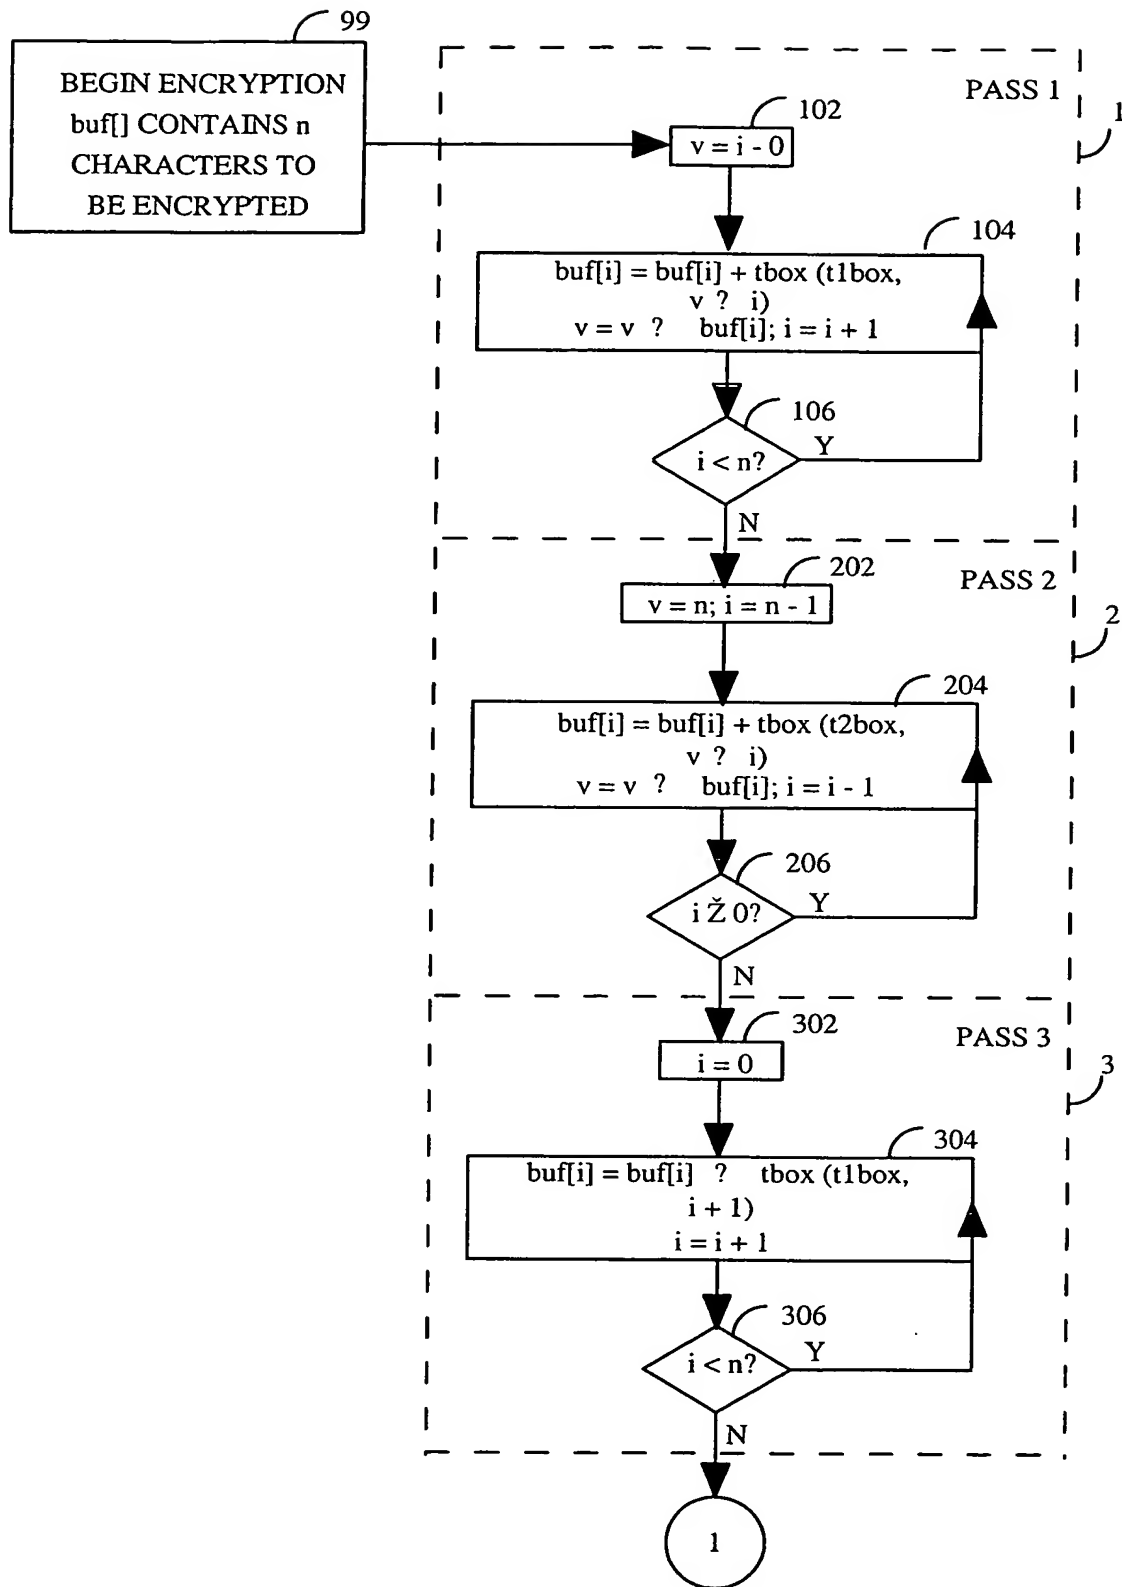 99
BEGIN ENCRYPTION
buf[] CONTAINS n
CHARACTERS TO
BE ENCRYPTED
PASS 1
1
102
v = i - 0
104
buf[i] = buf[i] + tbox (t1box,
v ? i)
v = v ? buf[i]; i = i + 1
106
i < n?
Y
N
PASS 2
2
202
v = n; i = n - 1
204
buf[i] = buf[i] + tbox (t2box,
v ? i)
v = v ? buf[i]; i = i - 1
206
i Ž 0?
Y
N
PASS 3
3
302
i = 0
304
buf[i] = buf[i] ? tbox (t1box,
i + 1)
i = i + 1
306
i < n?
Y
N
1